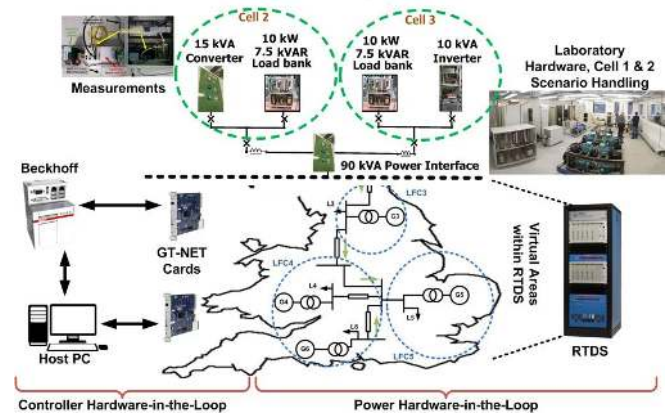 Cell 2
Cell 3
15 kVA
Converter
10 kW
7.5 kVAR
Load bank
10 kW
7.5 kVAR
Load bank
10 kVA
Inverter
Measurements
Laboratory
Hardware, Cell 1 & 2
Scenario Handling
90 kVA Power Interface
Beckhoff
GT-NET
Cards
Host PC
LFC3
L3
G3
LFC4
G4
L4
G5
L5
L6
G6
LFC5
Virtual Areas
within RTDS
RTDS
Controller Hardware-in-the-Loop
Power Hardware-in-the-Loop